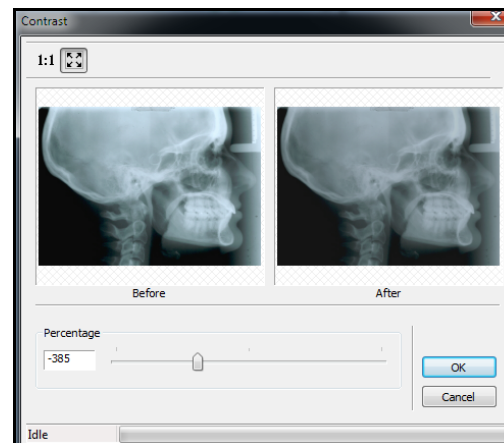 Contrast
1:1
Before After
Percentage
-385
OK
Cancel
Idle